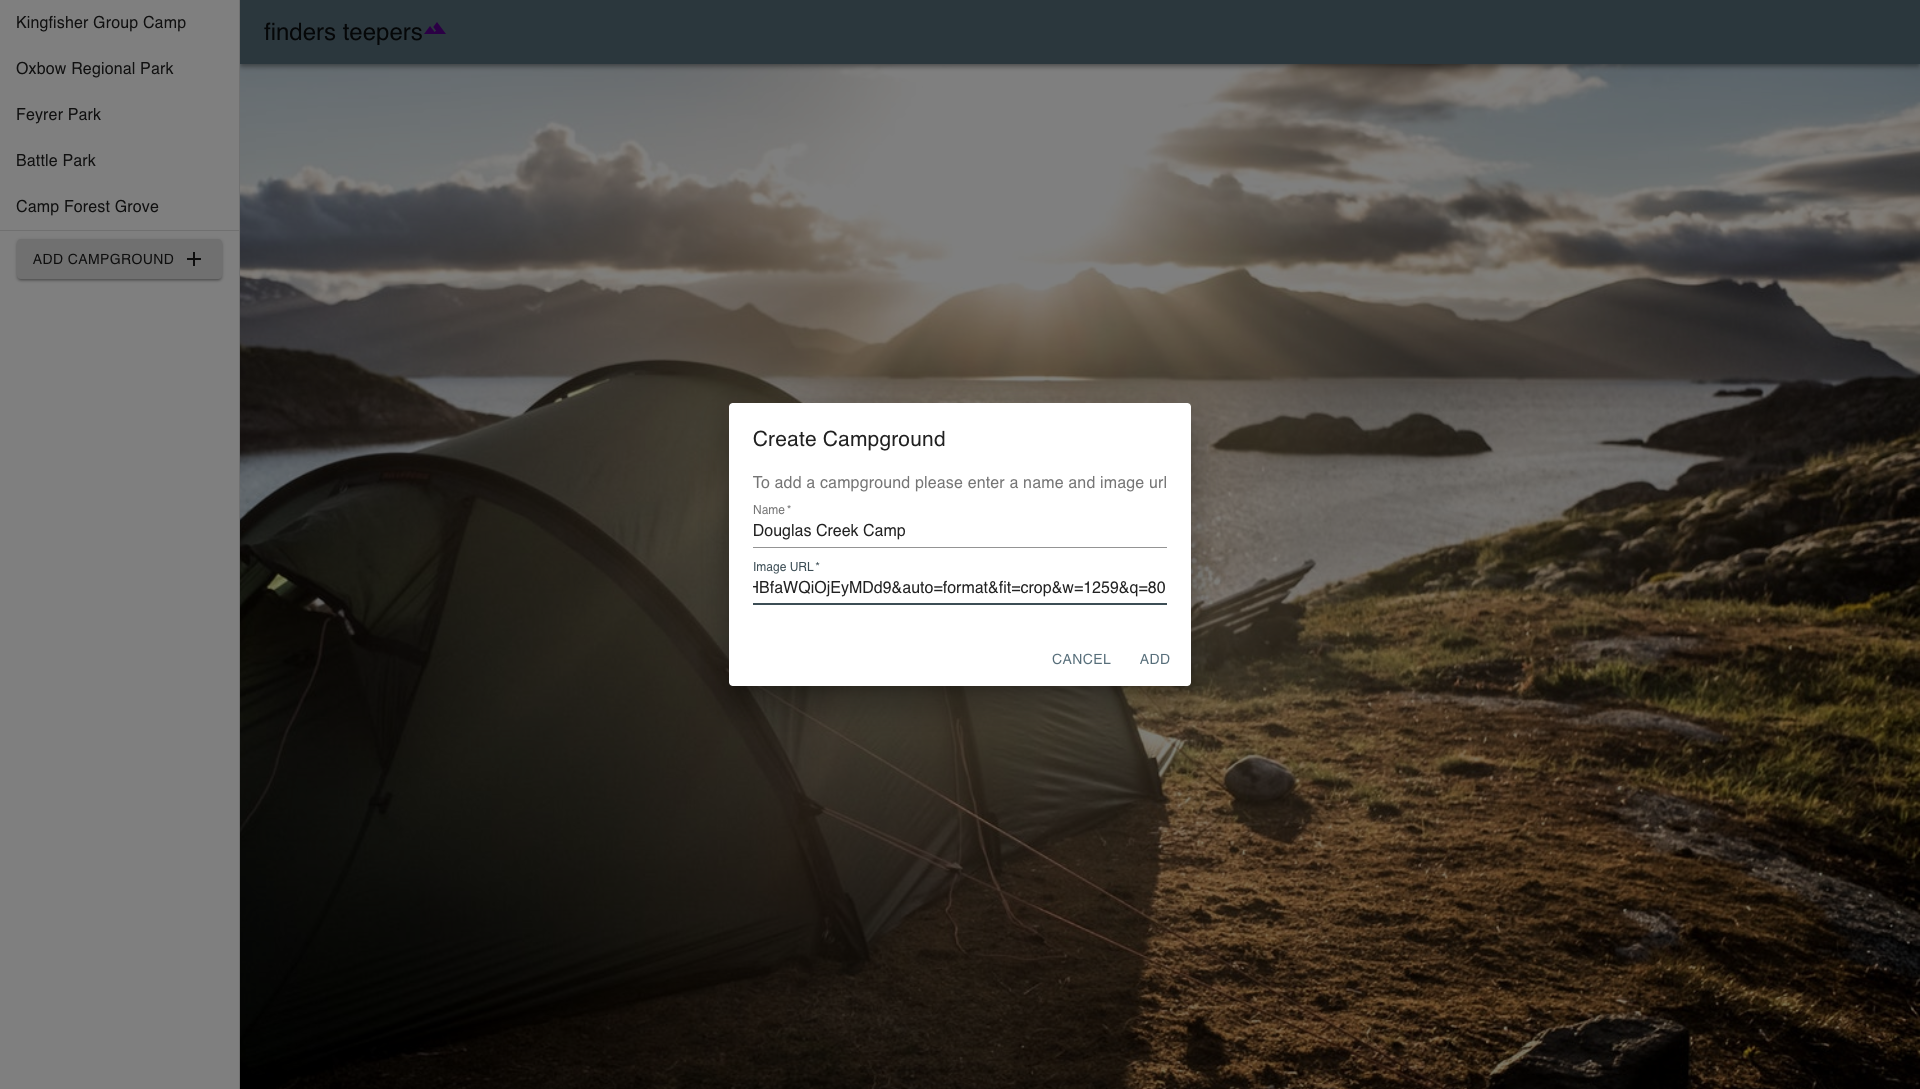 Kingfisher Group Camp
Oxbow Regional Park
Feyrer Park
Battle Park
Camp Forest Grove
ADD CAMPGROUND
finders teepers
Create Campground
To add a campground please enter a name and image url
Name *
Douglas Creek Camp
Image URL *
HBfaWQiOjEyMDd9&auto=format&fit=crop&w=1259&q=80
CANCEL ADD